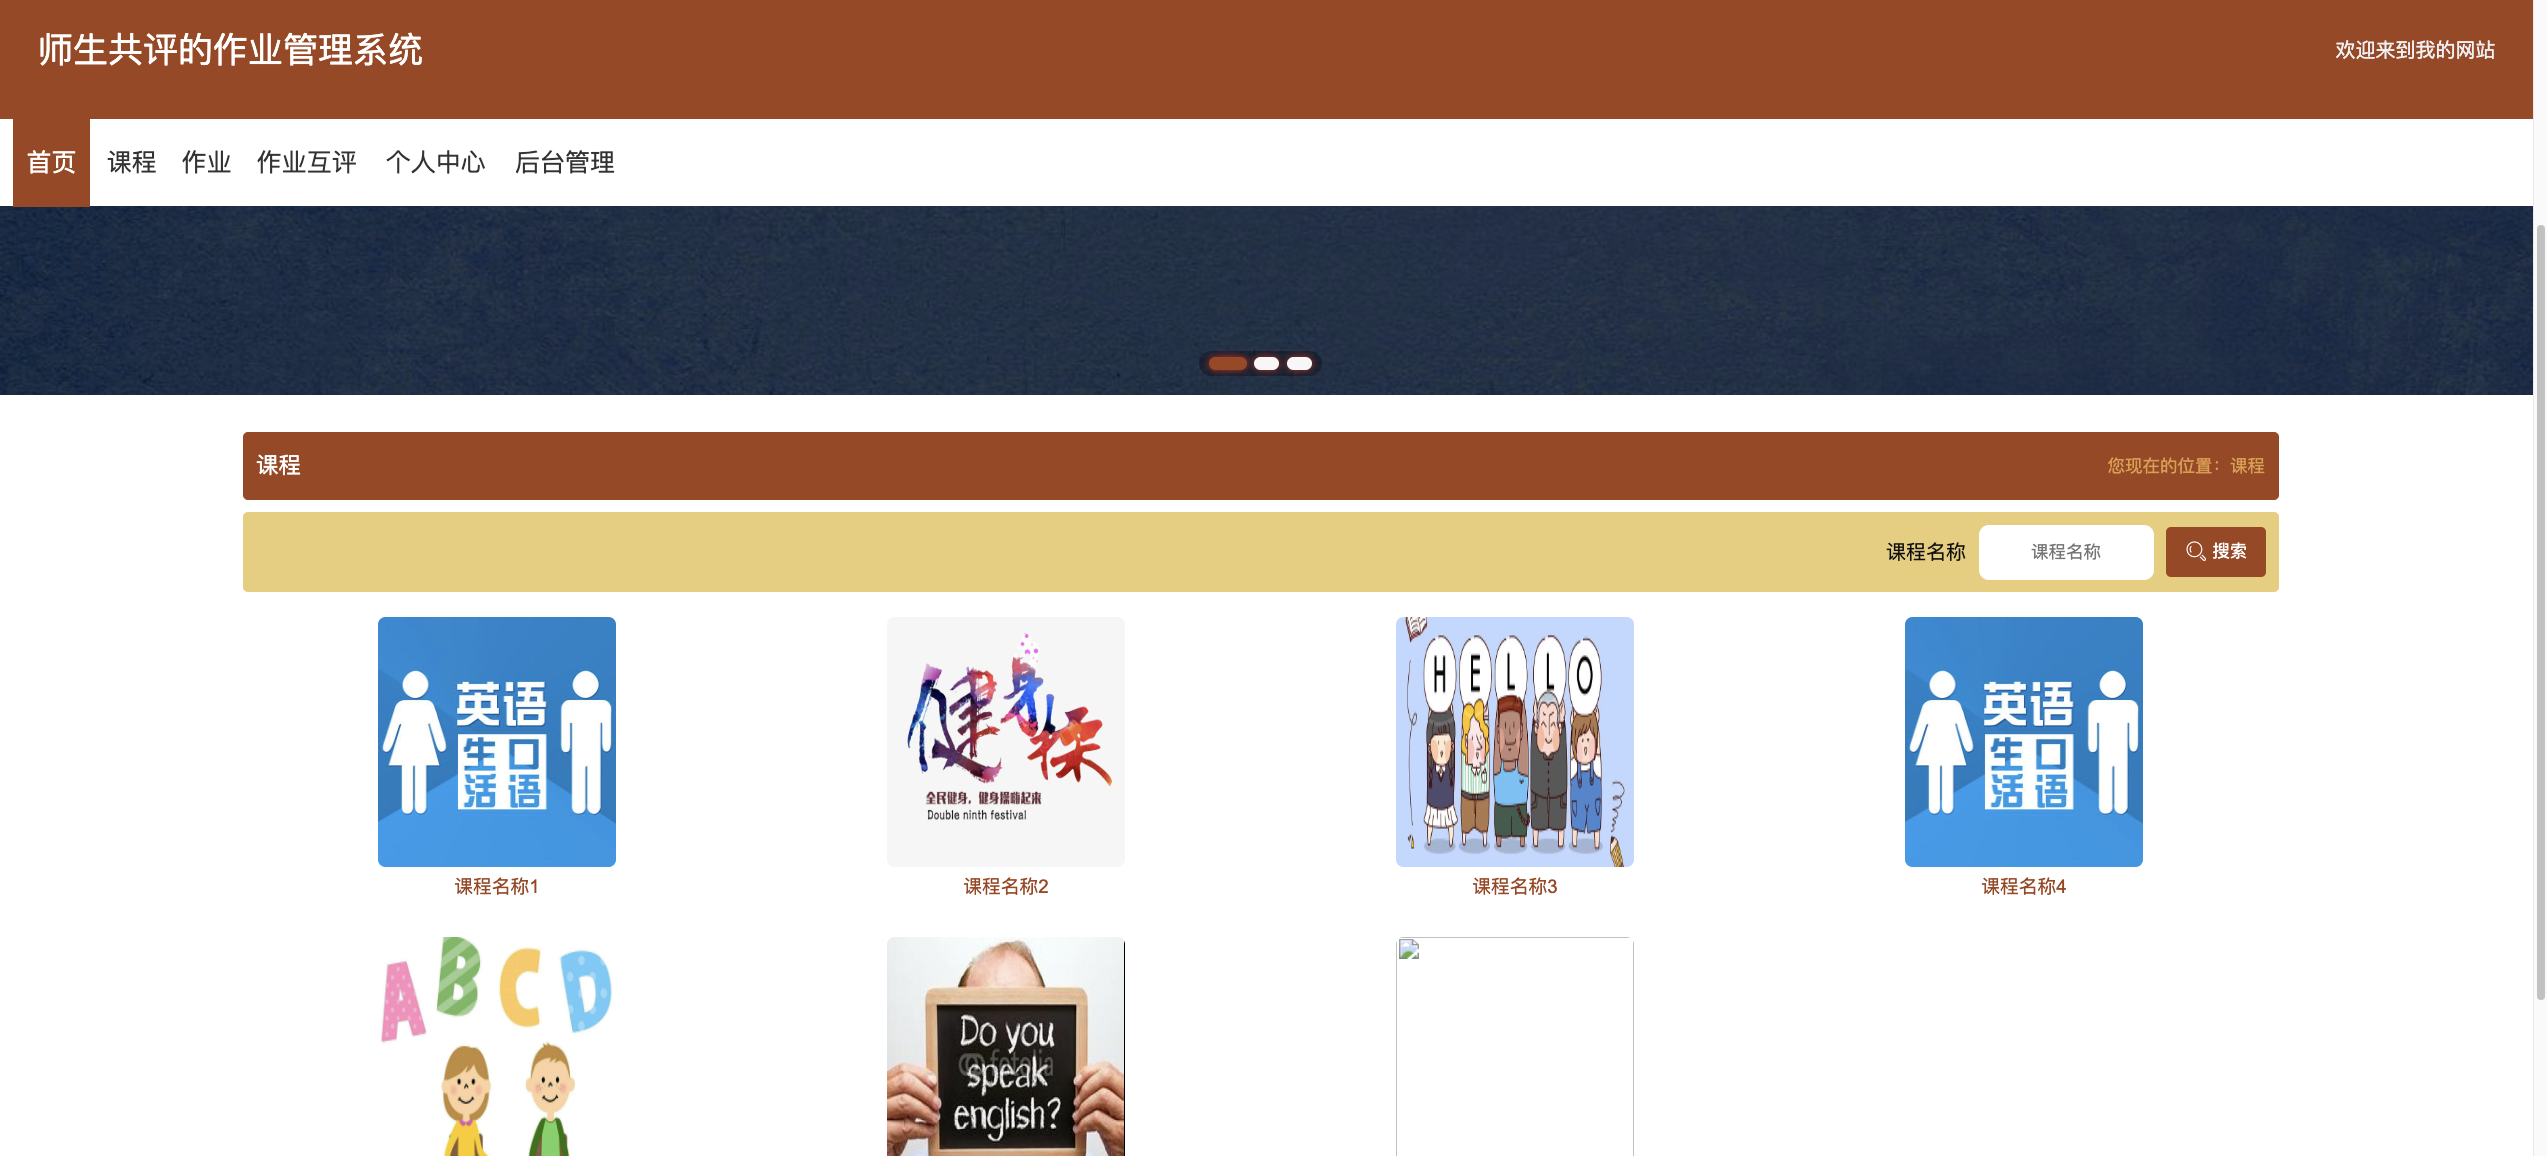 师生共评的作业管理系统
欢迎来到我的网站
首页 课程 作业 作业互评 个人中心 后台管理
课程
您现在的位置：课程
课程名称 课程名称 搜索
英语
生口
活语
健身操
全民健身，健身操嗨起来
Double ninth festival
HELLO
英语
生口
活语
课程名称1
课程名称2
课程名称3
课程名称4
ABCD
Do you
fotolia
speak
english?